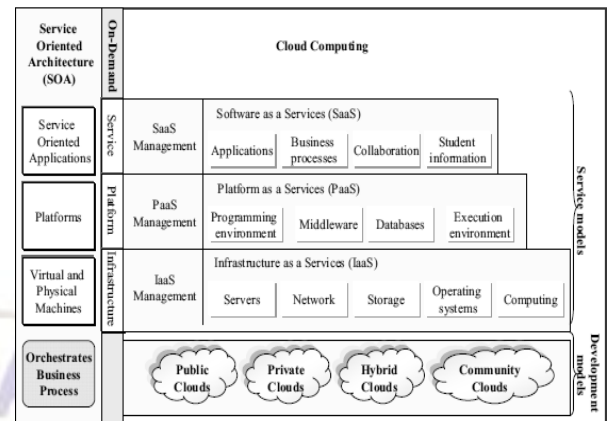 Service
Oriented
Architecture
(SOA)
On-Demand
Cloud Computing
Service
Oriented
Applications
Service
SaaS
Management
Software as a Services (SaaS)
Applications
Business
processes
Collaboration
Student
information
Platforms
Platform
PaaS
Management
Platform as a Services (PaaS)
Programming
environment
Middleware
Databases
Execution
environment
Virtual and
Physical
Machines
Infrastructure
IaaS
Management
Infrastructure as a Services (IaaS)
Servers
Network
Storage
Operating
systems
Computing
Service models
Orchestrates
Business
Process
Public
Clouds
Private
Clouds
Hybrid
Clouds
Community
Clouds
Development
models